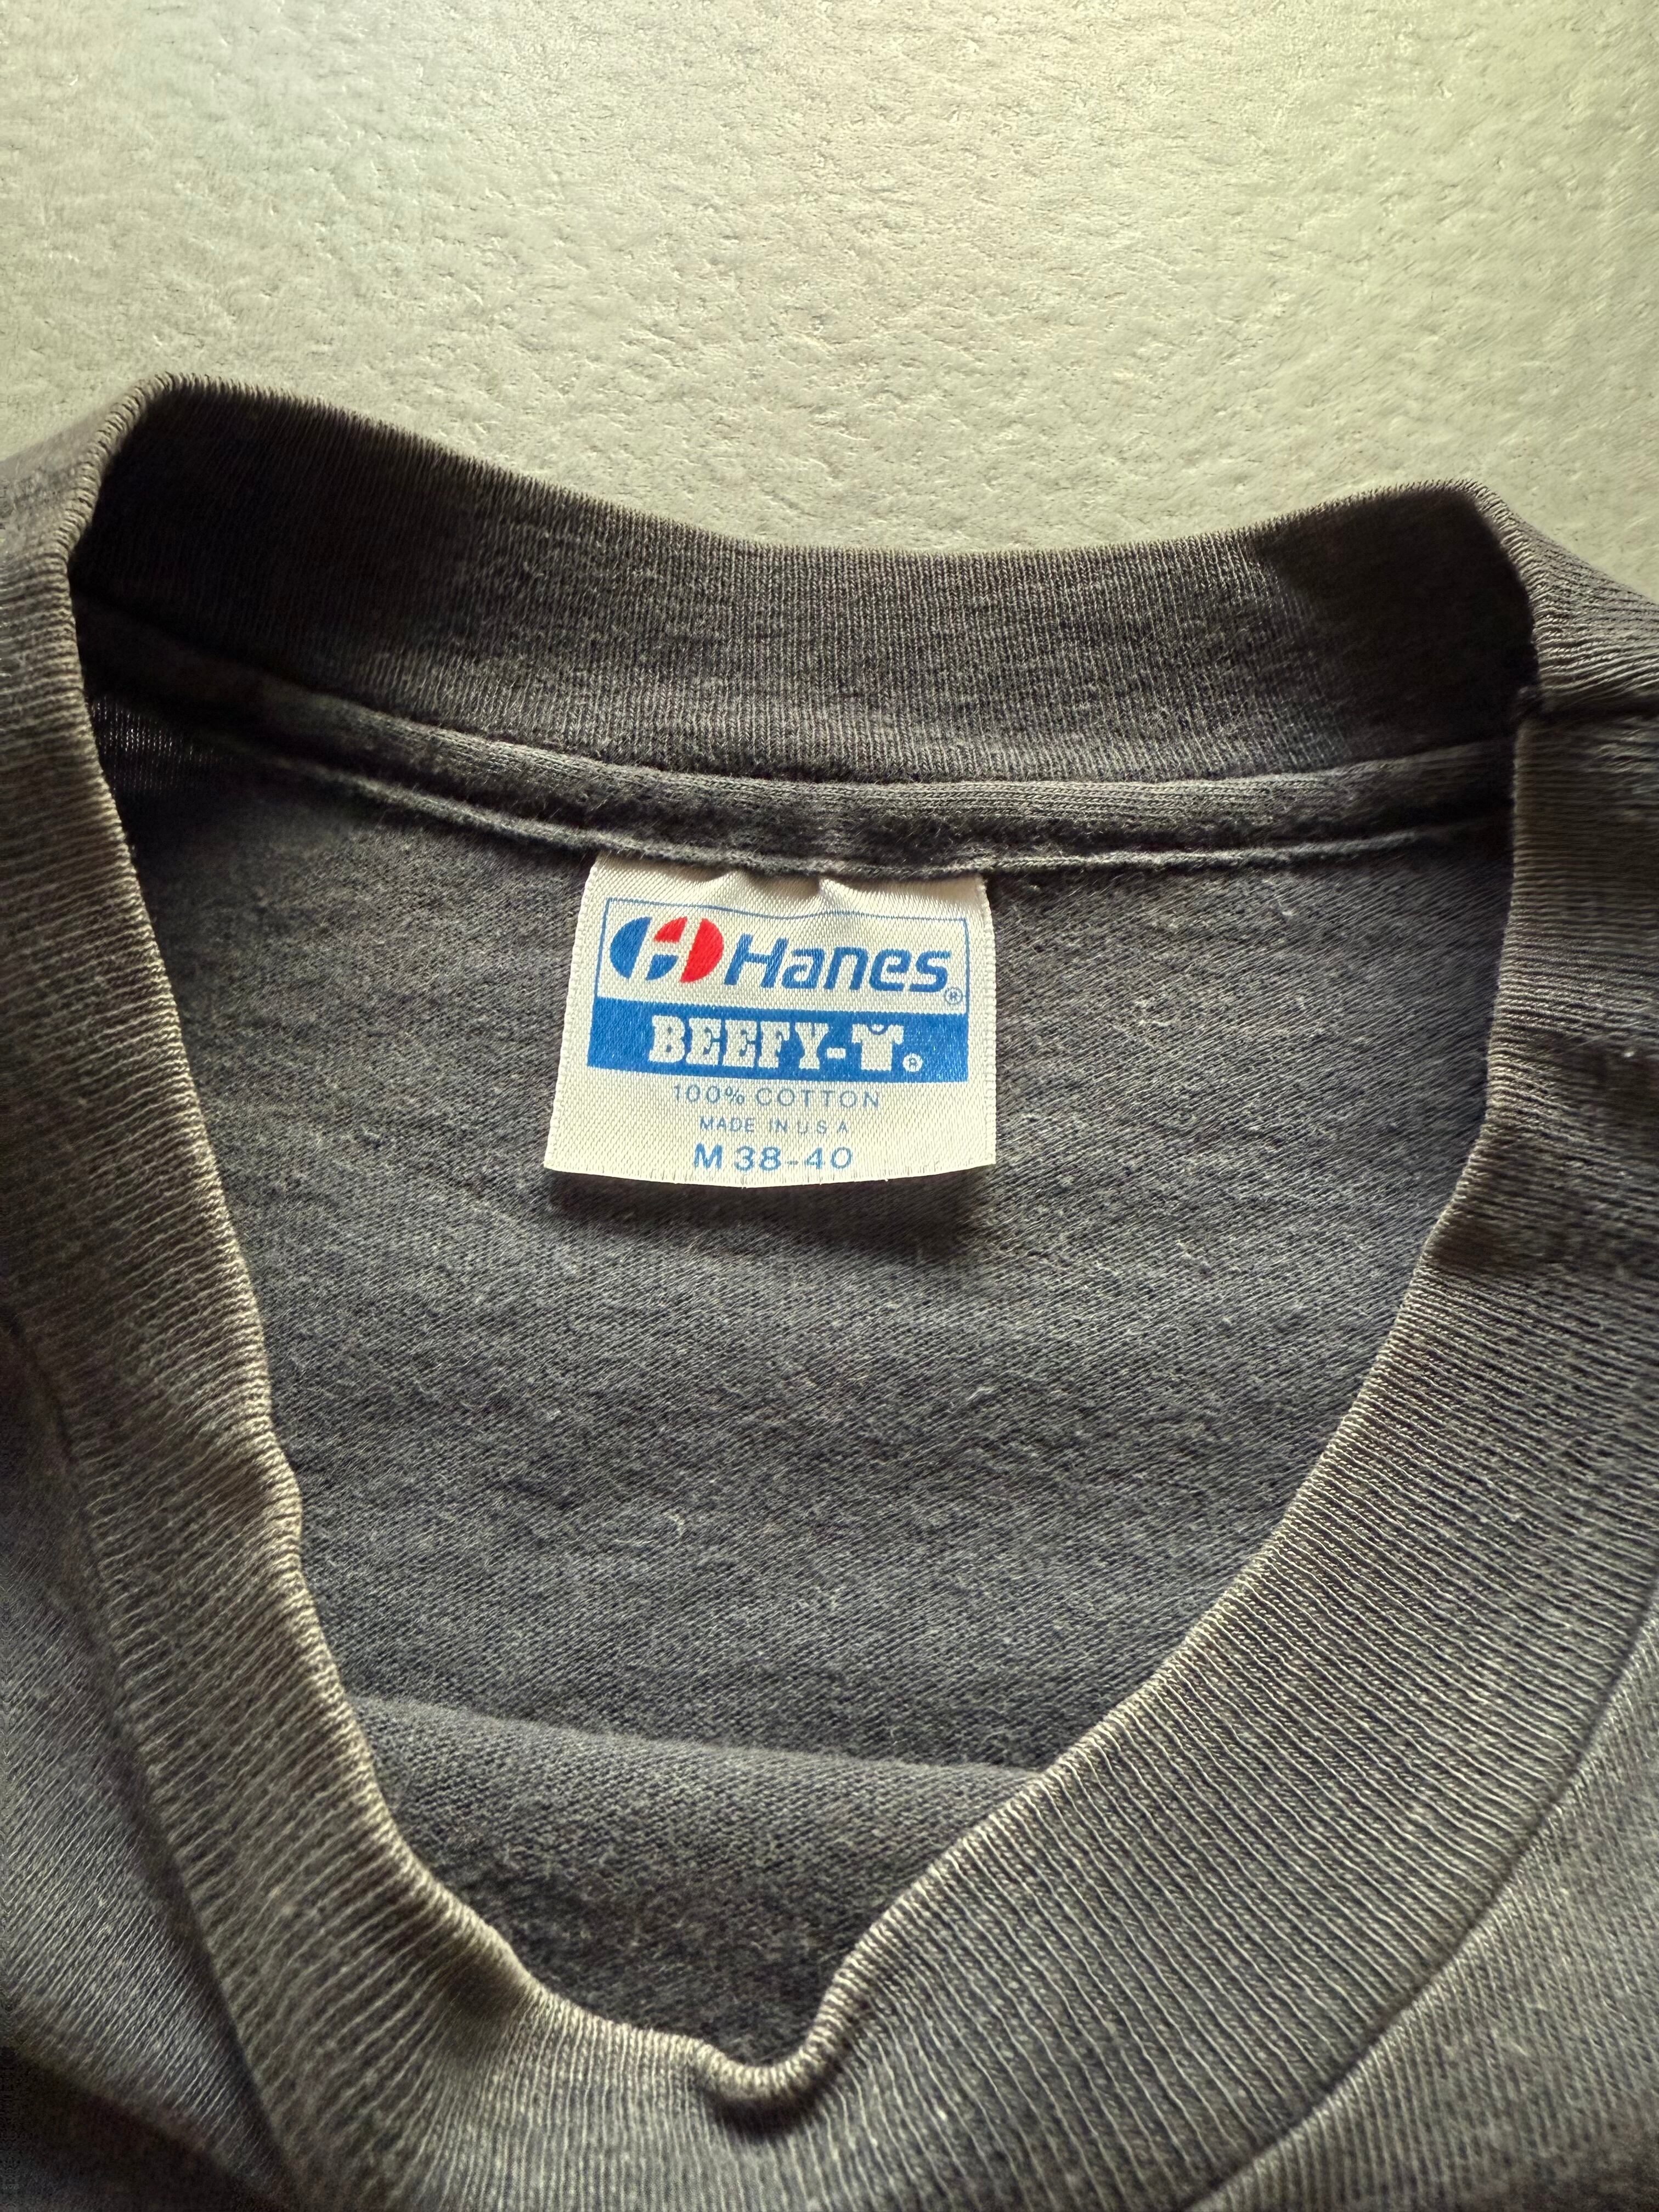 Hanes®
BEEFY-T®
100% COTTON
MADE IN U S A
M 38-40